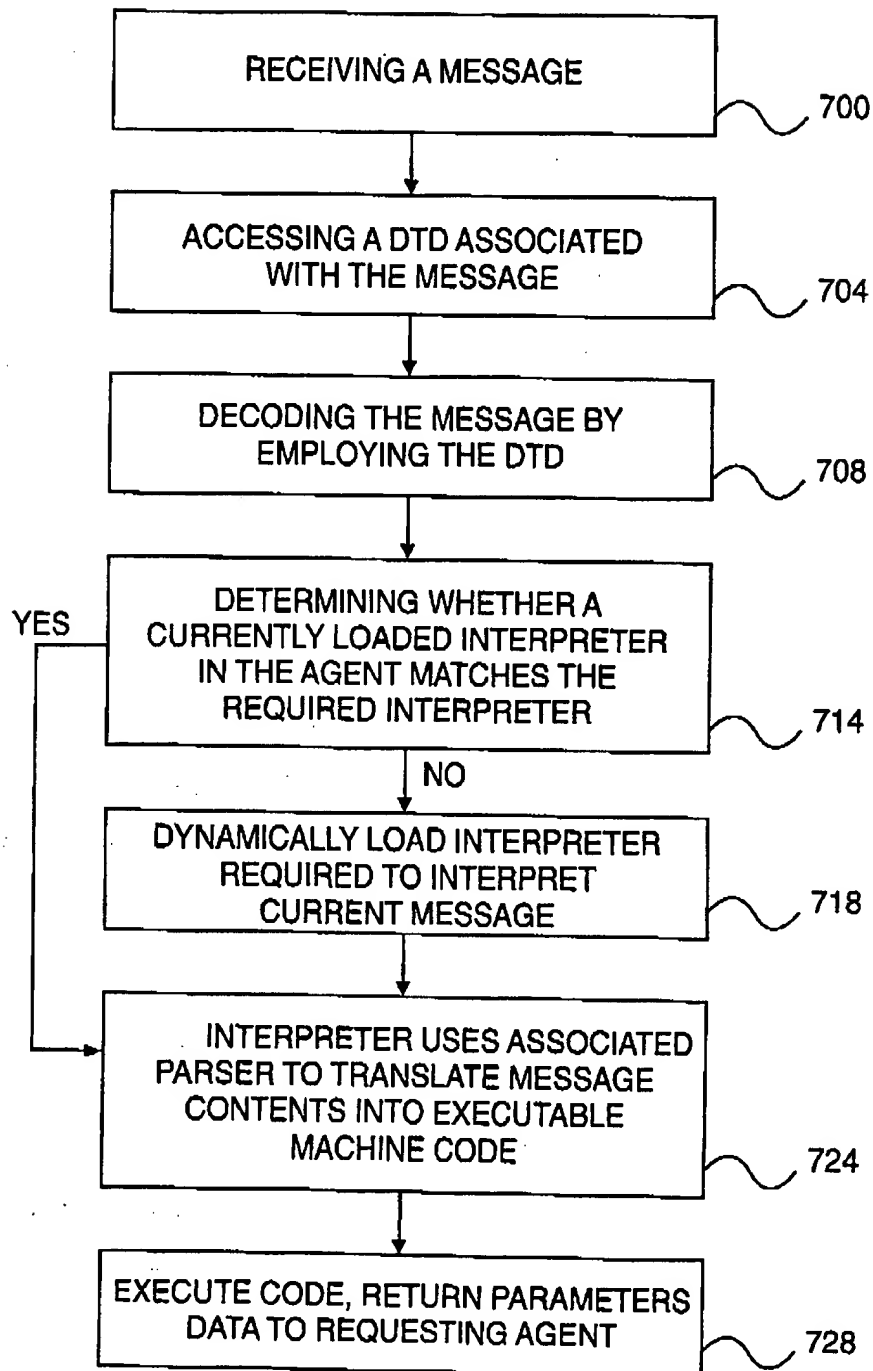 RECEIVING A MESSAGE
700
ACCESSING A DTD ASSOCIATED
WITH THE MESSAGE
704
DECODING THE MESSAGE BY
EMPLOYING THE DTD
708
DETERMINING WHETHER A
CURRENTLY LOADED INTERPRETER
IN THE AGENT MATCHES THE
REQUIRED INTERPRETER
714
YES
NO
DYNAMICALLY LOAD INTERPRETER
REQUIRED TO INTERPRET
CURRENT MESSAGE
718
INTERPRETER USES ASSOCIATED
PARSER TO TRANSLATE MESSAGE
CONTENTS INTO EXECUTABLE
MACHINE CODE
724
EXECUTE CODE, RETURN PARAMETERS
DATA TO REQUESTING AGENT
728